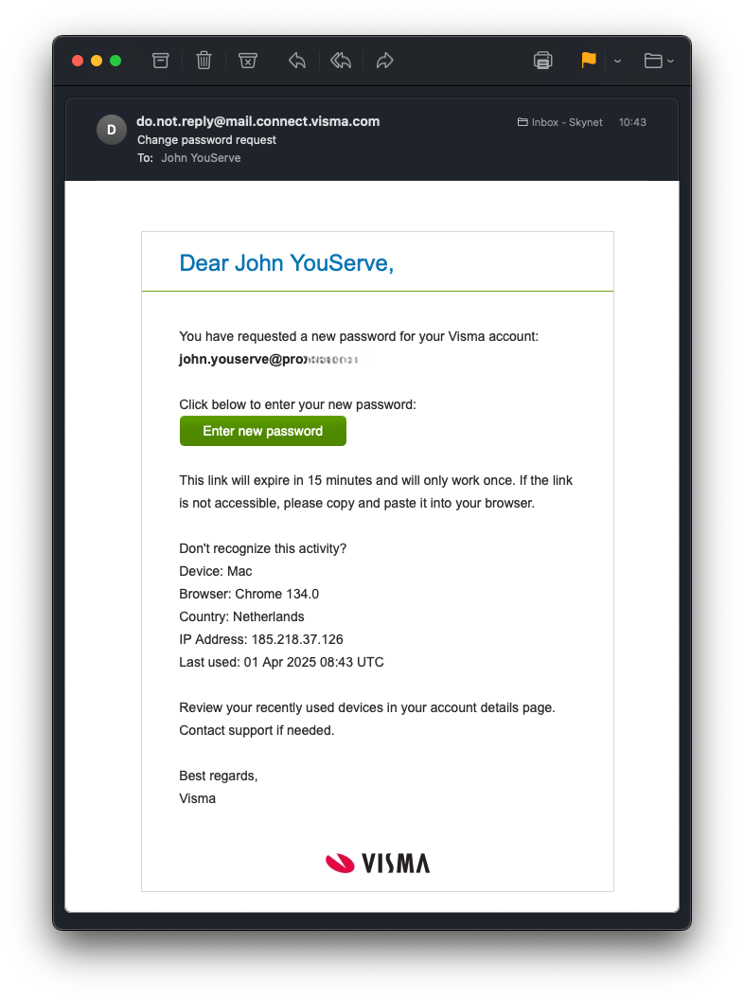 D
do.not.reply@mail.connect.visma.com
Inbox - Skynet 10:43
Change password request
To: John YouServe
Dear John YouServe,
You have requested a new password for your Visma account:
john.youserve@pro
Click below to enter your new password:
Enter new password
This link will expire in 15 minutes and will only work once. If the link
is not accessible, please copy and paste it into your browser.
Don't recognize this activity?
Device: Mac
Browser: Chrome 134.0
Country: Netherlands
IP Address: 185.218.37.126
Last used: 01 Apr 2025 08:43 UTC
Review your recently used devices in your account details page.
Contact support if needed.
Best regards,
Visma
VISMA